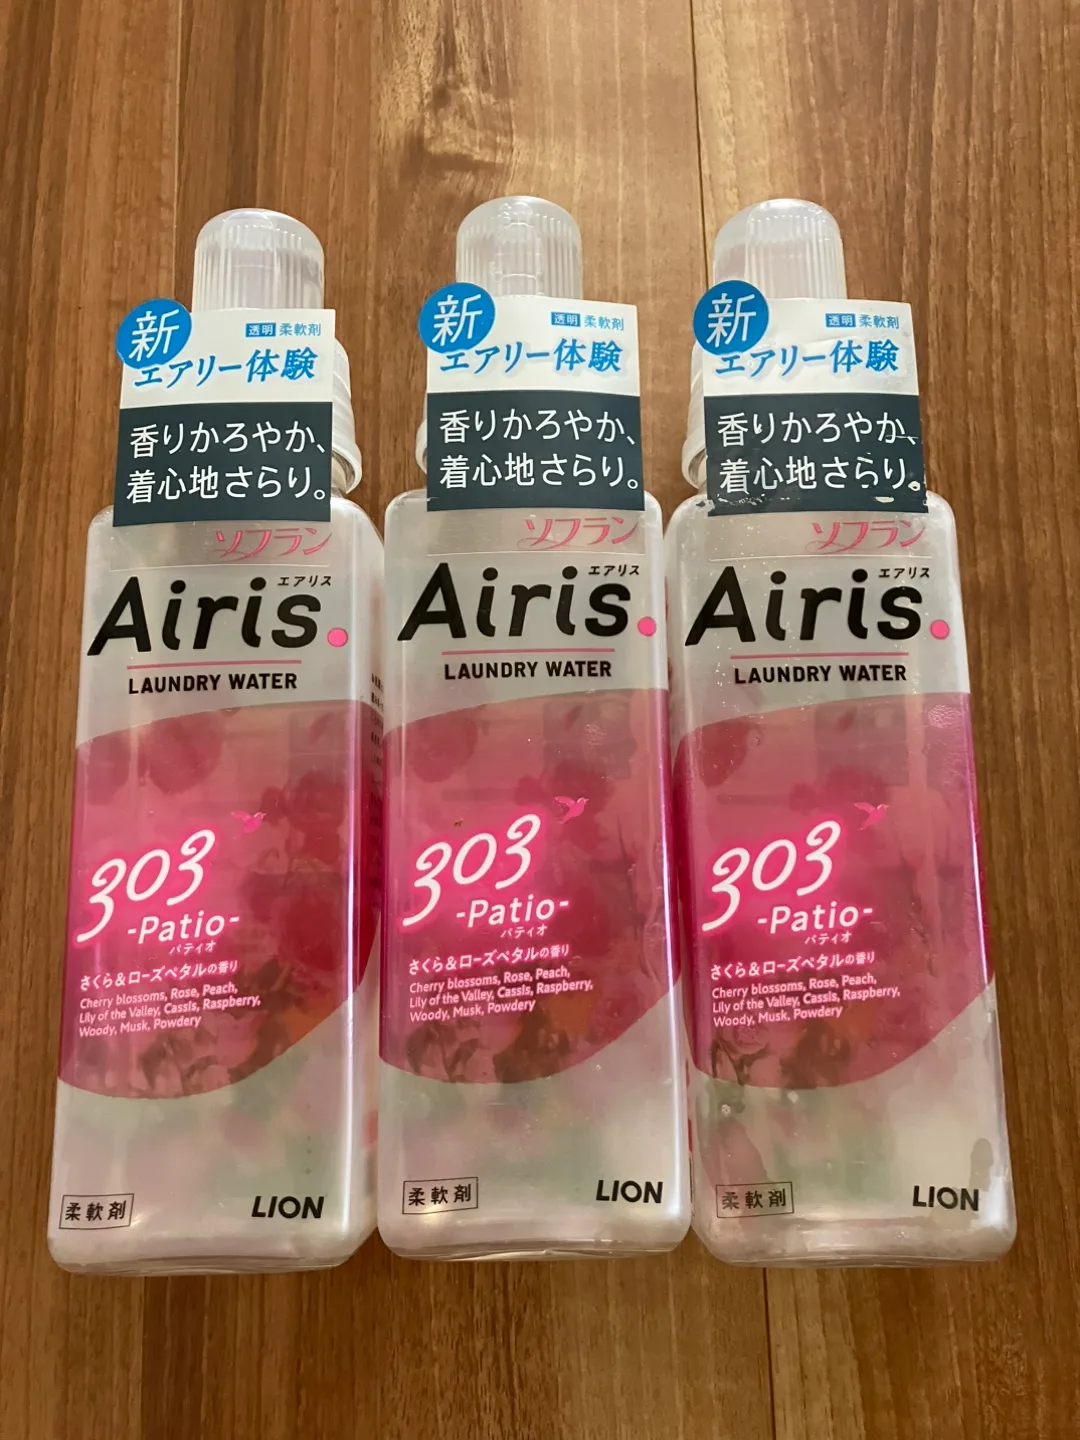 新
透明 柔軟剤
エアリー体験
香りかろやか、
着心地さらり。
ソフラン
エアリス
Airis.
LAUNDRY WATER
303
-Patio-
パティオ
さくら&ローズペタルの香り
Cherry blossoms, Rose, Peach,
Lily of the Valley, Cassis, Raspberry,
Woody, Musk, Powdery
柔軟剤
LION
新
透明 柔軟剤
エアリー体験
香りかろやか、
着心地さらり。
ソフラン
エアリス
Airis.
LAUNDRY WATER
303
-Patio-
パティオ
さくら&ローズペタルの香り
Cherry blossoms, Rose, Peach,
Lily of the Valley, Cassis, Raspberry,
Woody, Musk, Powdery
柔軟剤
LION
新
透明 柔軟剤
エアリー体験
香りかろやか、
着心地さらり。
ソフラン
エアリス
Airis.
LAUNDRY WATER
303
-Patio-
パティオ
さくら&ローズペタルの香り
Cherry blossoms, Rose, Peach,
Lily of the Valley, Cassis, Raspberry,
Woody, Musk, Powdery
柔軟剤
LION